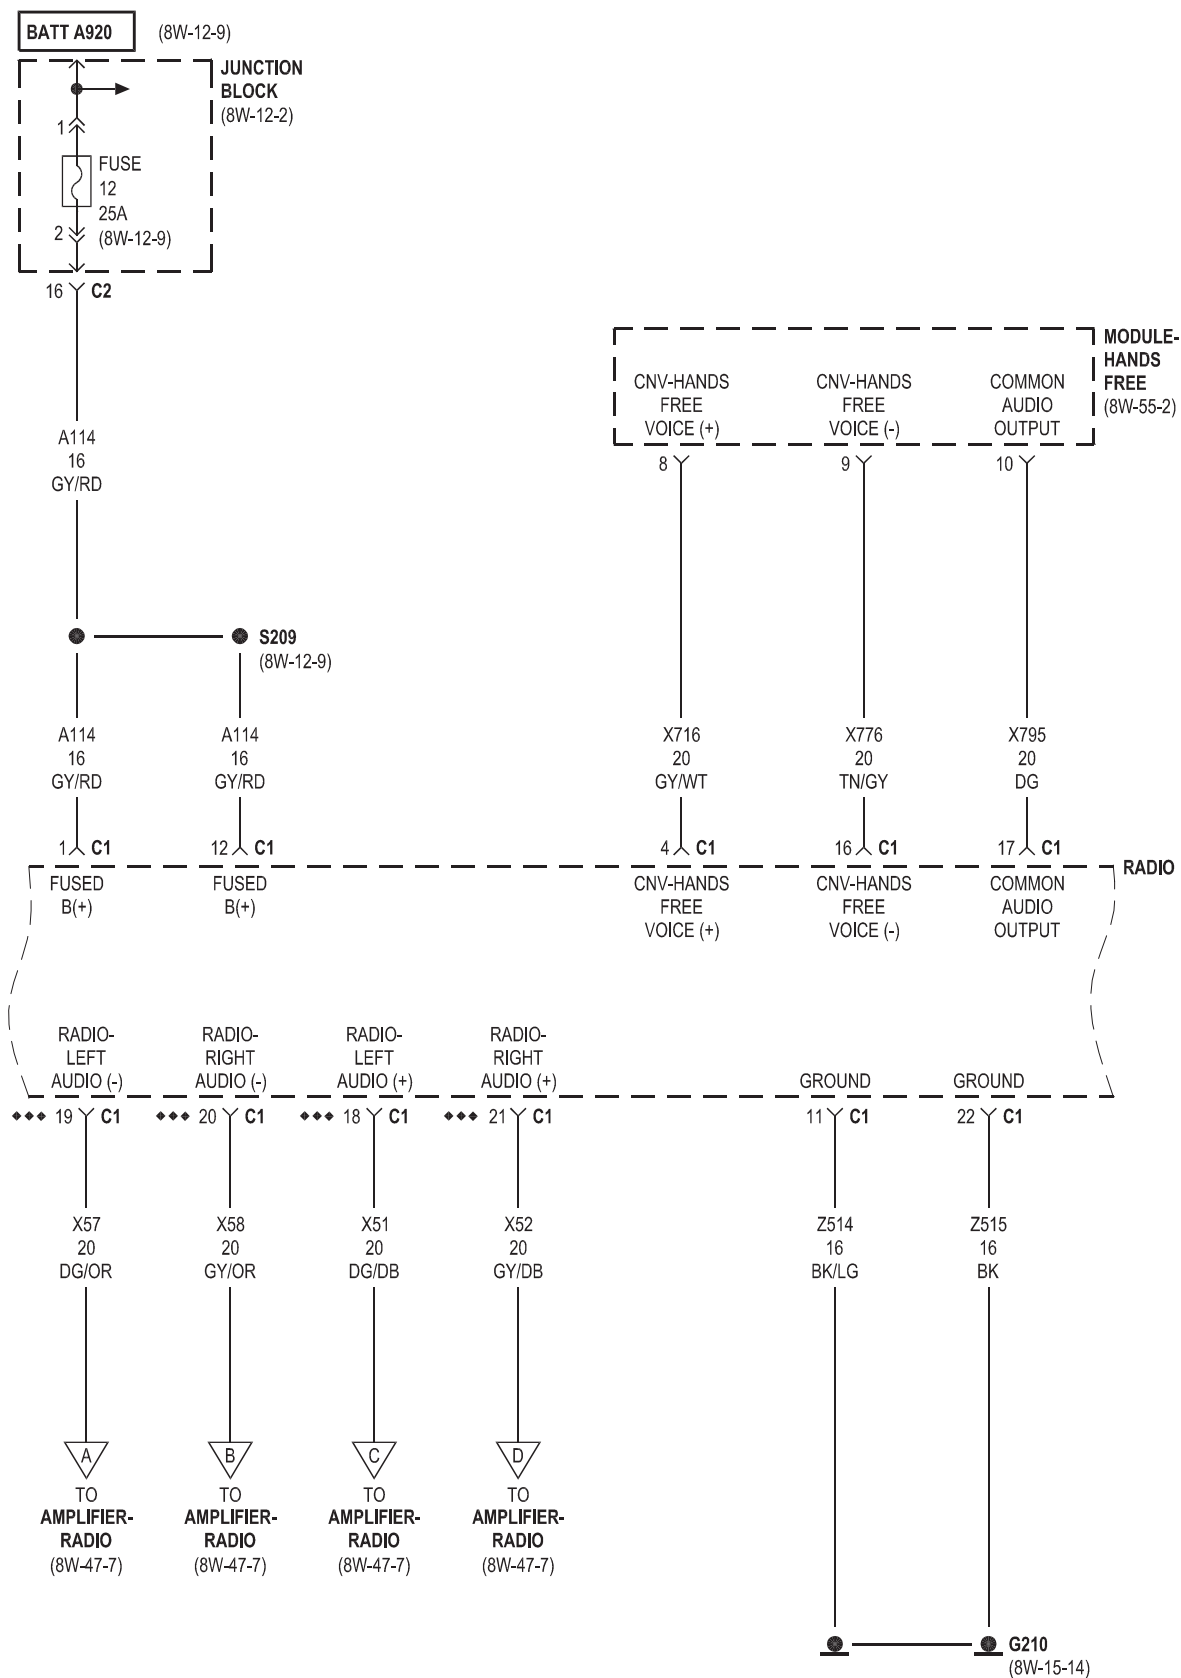 BATT A920 (8W-12-9)
JUNCTION
BLOCK
(8W-12-2)
1
FUSE
12
25A
2 (8W-12-9)
16 C2
MODULE-
HANDS
FREE
(8W-55-2)
CNV-HANDS CNV-HANDS COMMON
FREE FREE AUDIO
VOICE (+) VOICE (-) OUTPUT
8 9 10
A114
16
GY/RD
S209
(8W-12-9)
A114 A114 X716 X776 X795
16 16 20 20 20
GY/RD GY/RD GY/WT TN/GY DG
1 C1 12 C1 4 C1 16 C1 17 C1
RADIO
FUSED FUSED CNV-HANDS CNV-HANDS COMMON
B(+) B(+) FREE FREE AUDIO
VOICE (+) VOICE (-) OUTPUT
RADIO- RADIO- RADIO- RADIO-
LEFT RIGHT LEFT RIGHT
AUDIO (-) AUDIO (-) AUDIO (+) AUDIO (+) GROUND GROUND
19 C1 20 C1 18 C1 21 C1 11 C1 22 C1
X57 X58 X51 X52 Z514 Z515
20 20 20 20 16 16
DG/OR GY/OR DG/DB GY/DB BK/LG BK
A B C D
TO TO TO TO
AMPLIFIER- AMPLIFIER- AMPLIFIER- AMPLIFIER-
RADIO RADIO RADIO RADIO
(8W-47-7) (8W-47-7) (8W-47-7) (8W-47-7)
G210
(8W-15-14)